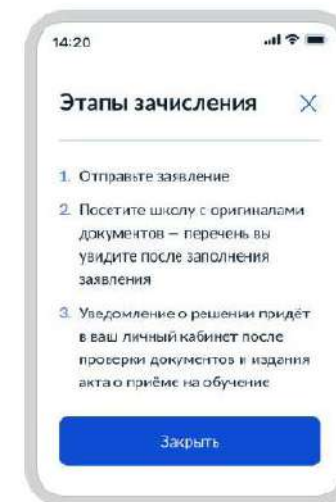 14:20
Этапы зачисления
1. Отправьте заявление
2. Посетите школу с оригиналами
документов – перечень вы
увидите после заполнения
заявления
3. Уведомление о решении придёт
в ваш личный кабинет после
проверки документов и издания
акта о приёме на обучение
Закрыть